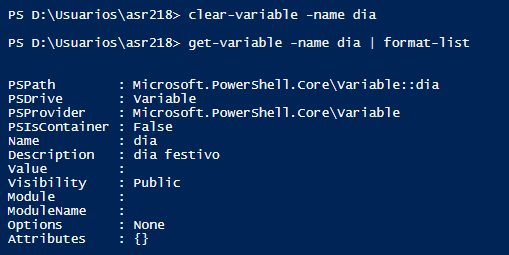 PS D:\Usuarios\asr218> clear-variable -name dia
PS D:\Usuarios\asr218> get-variable -name dia | format-list
PSPath        : Microsoft.PowerShell.Core\Variable::dia
PSDrive       : Variable
PSProvider    : Microsoft.PowerShell.Core\Variable
PSIsContainer : False
Name          : dia
Description   : dia festivo
Value         :
Visibility    : Public
Module        :
ModuleName    :
Options       : None
Attributes    : {}